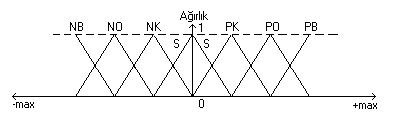 Ağırlık
NB NO NK 1 PK PO PB
S S
-max 0 +max